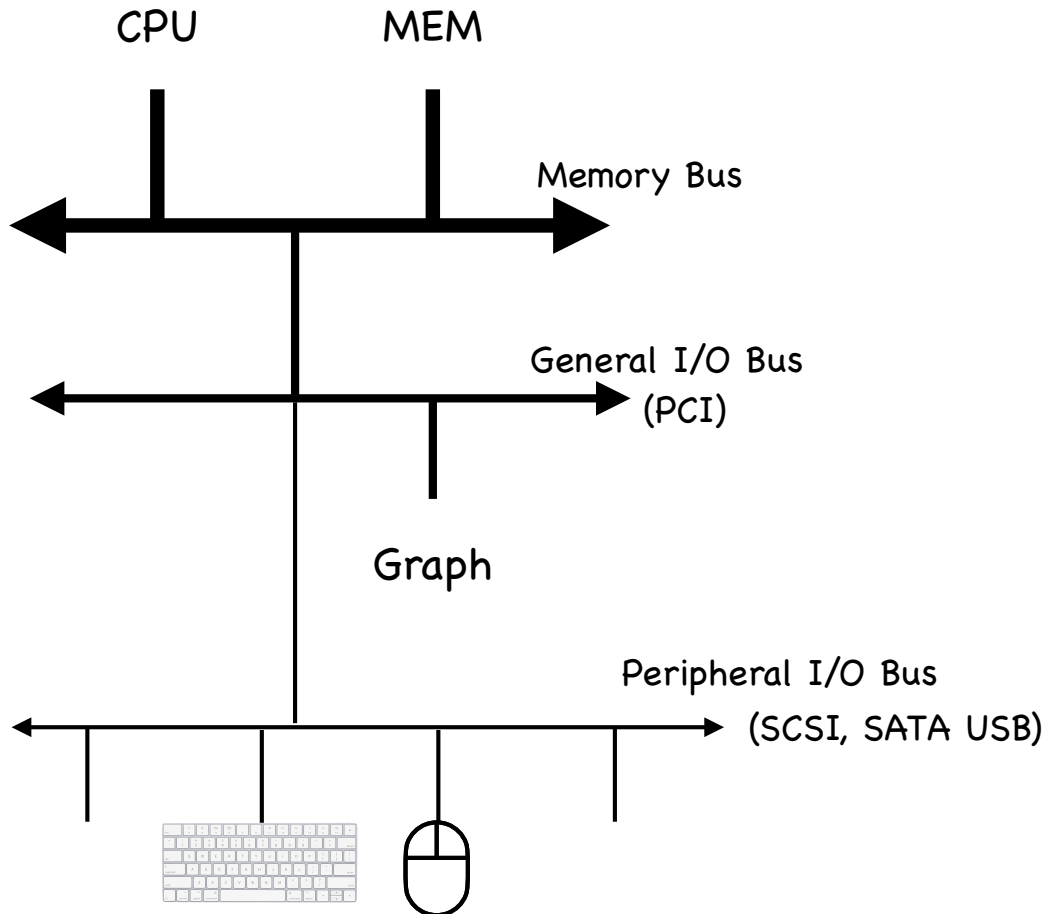 CPU
MEM
Memory Bus
General I/O Bus
(PCI)
Graph
Peripheral I/O Bus
(SCSI, SATA USB)